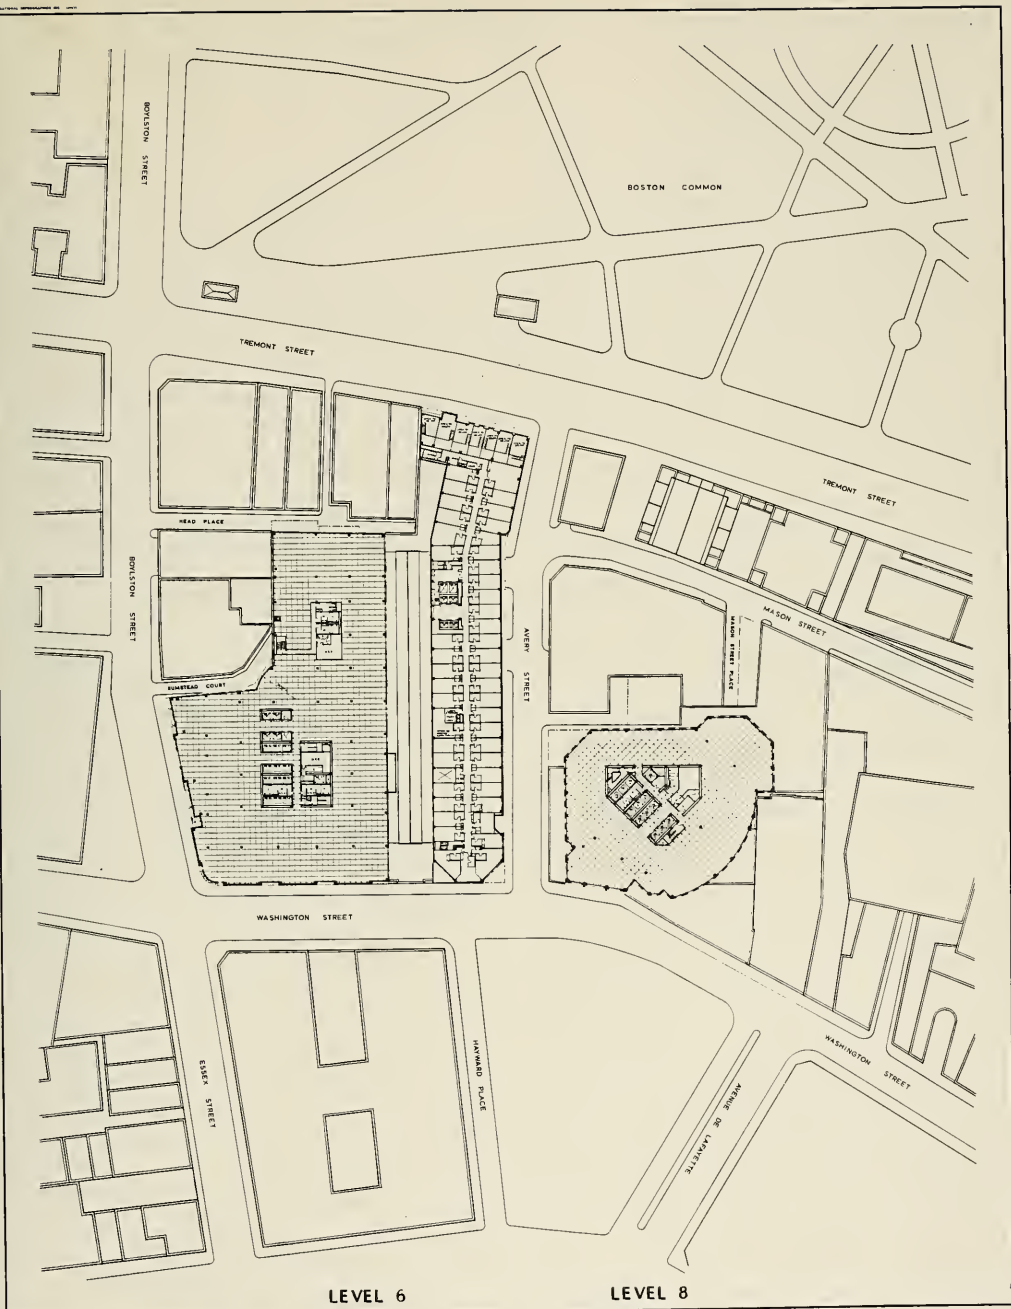 BOYLSTON STREET
BOSTON COMMON
TREMONT STREET
TREMONT STREET
HEAD PLACE
BOYLSTON STREET
MASON STREET
MASON STREET PLACE
AVERY STREET
BUMSTEAD COURT
WASHINGTON STREET
WASHINGTON STREET
ESSEX STREET
HAYWARD PLACE
AVENUE DE LAFAYETTE
LEVEL 6
LEVEL 8